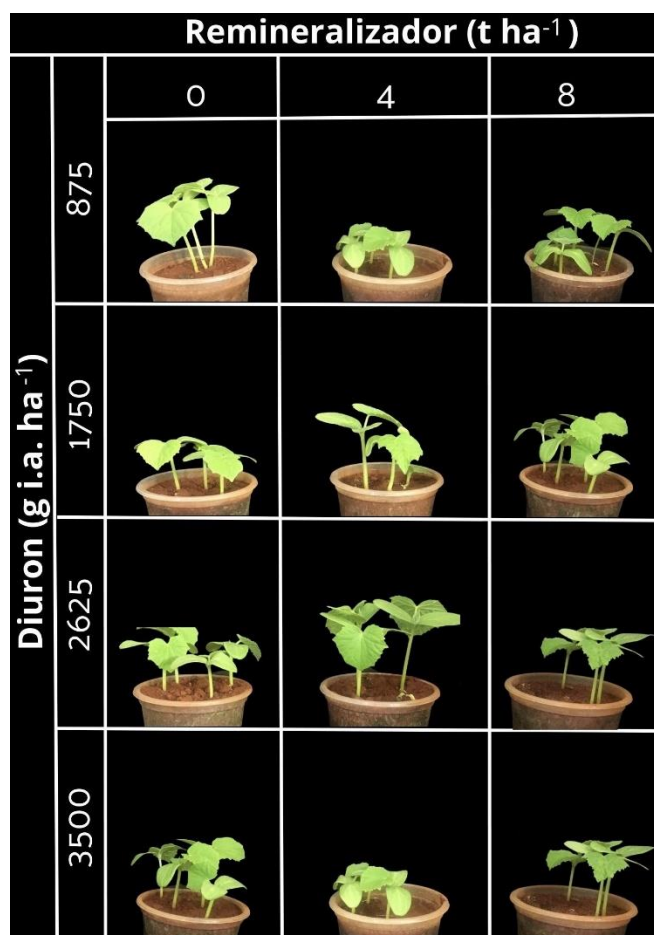 Remineralizador (t ha⁻¹)
0 4 8
Diuron (g i.a. ha⁻¹)
875
1750
2625
3500